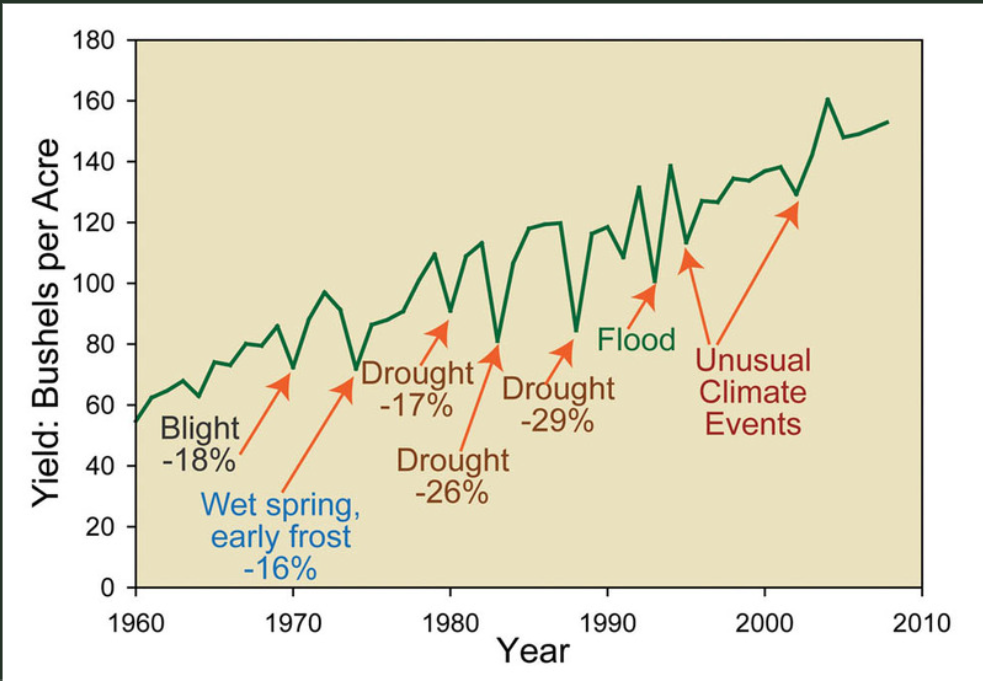 180
160
140
120
100
80
60
40
20
0
Yield: Bushels per Acre
Blight
-18%
Wet spring,
early frost
-16%
Drought
-17%
Drought
-26%
Drought
-29%
Flood
Unusual
Climate
Events
1960 1970 1980 1990 2000 2010
Year